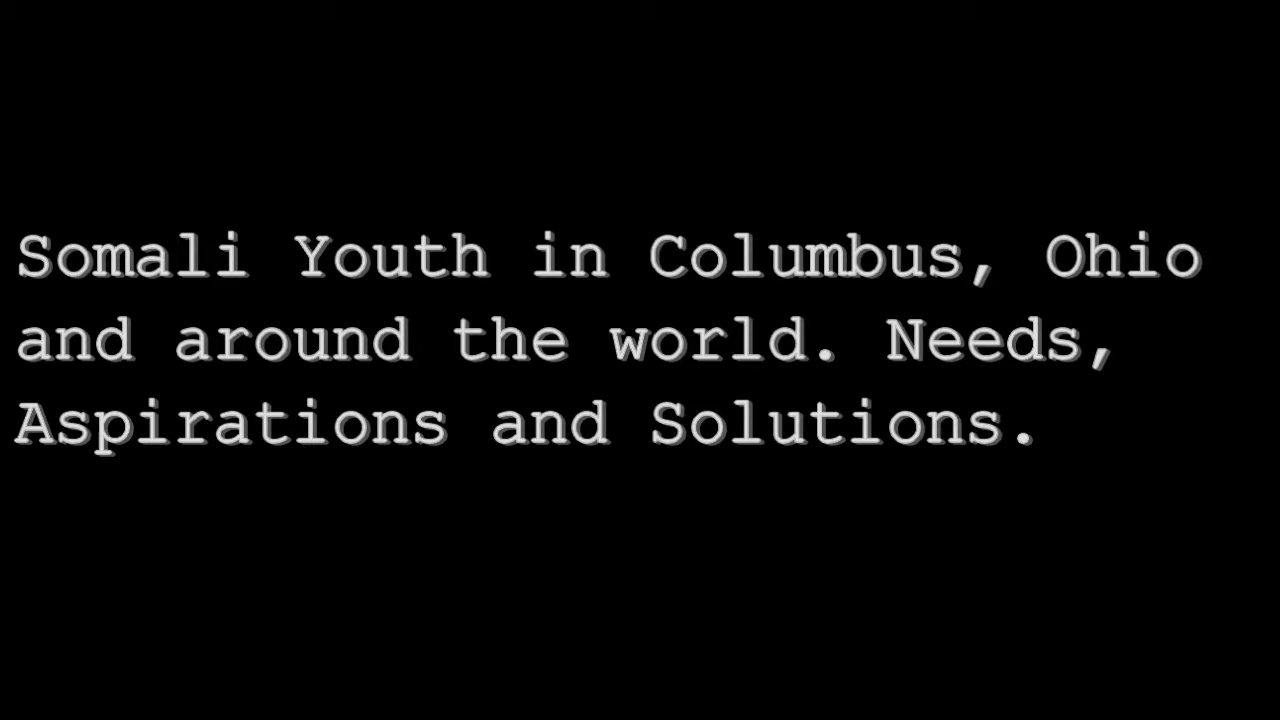 Somali Youth in Columbus, Ohio
and around the world. Needs,
Aspirations and Solutions.